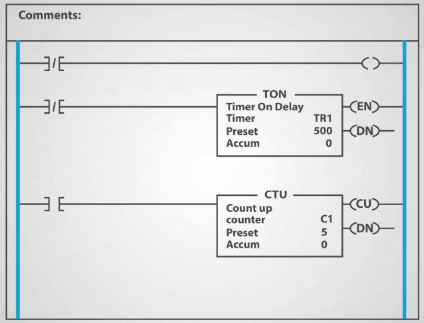 Comments:
TON
Timer On Delay
Timer TR1
Preset 500
Accum 0
EN
DN
CTU
Count up
counter C1
Preset 5
Accum 0
CU
DN